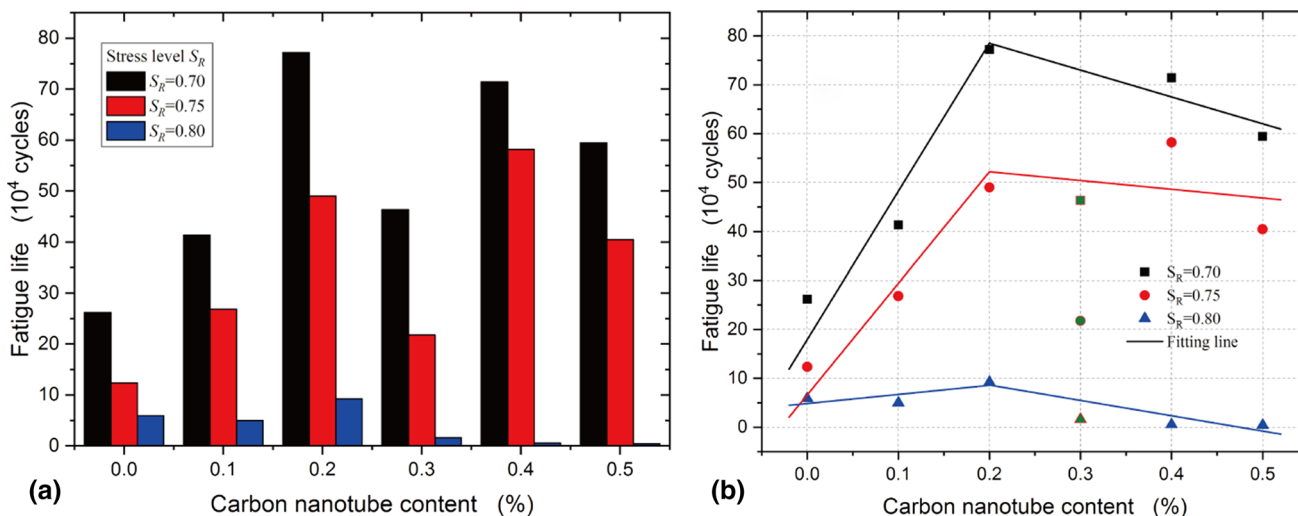 80
70
60
50
40
30
20
10
0
Fatigue life (10⁴ cycles)
Stress level S_R
S_R=0.70
S_R=0.75
S_R=0.80
0.0 0.1 0.2 0.3 0.4 0.5
Carbon nanotube content (%)
(a)
80
70
60
50
40
30
20
10
0
Fatigue life (10⁴ cycles)
S_R=0.70
S_R=0.75
S_R=0.80
Fitting line
0.0 0.1 0.2 0.3 0.4 0.5
Carbon nanotube content (%)
(b)